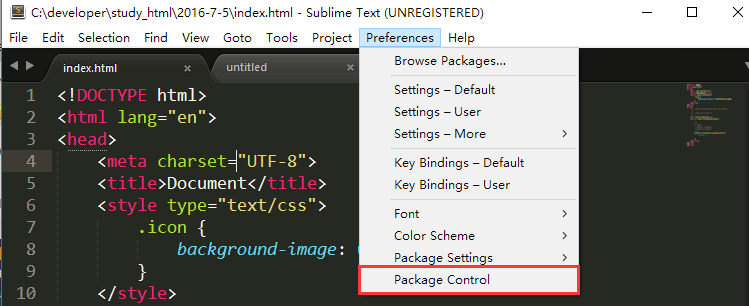 C:\developer\study_html\2016-7-5\index.html - Sublime Text (UNREGISTERED)
File Edit Selection Find View Goto Tools Project Preferences Help
index.html × untitled ×
Browse Packages...
Settings – Default
Settings – User
Settings – More
Key Bindings – Default
Key Bindings – User
Font
Color Scheme
Package Settings
Package Control
1 <!DOCTYPE html>
2 <html lang="en">
3 <head>
4 <meta charset="UTF-8">
5 <title>Document</title>
6 <style type="text/css">
7 .icon {
8 background-image:
9 }
10 </style>